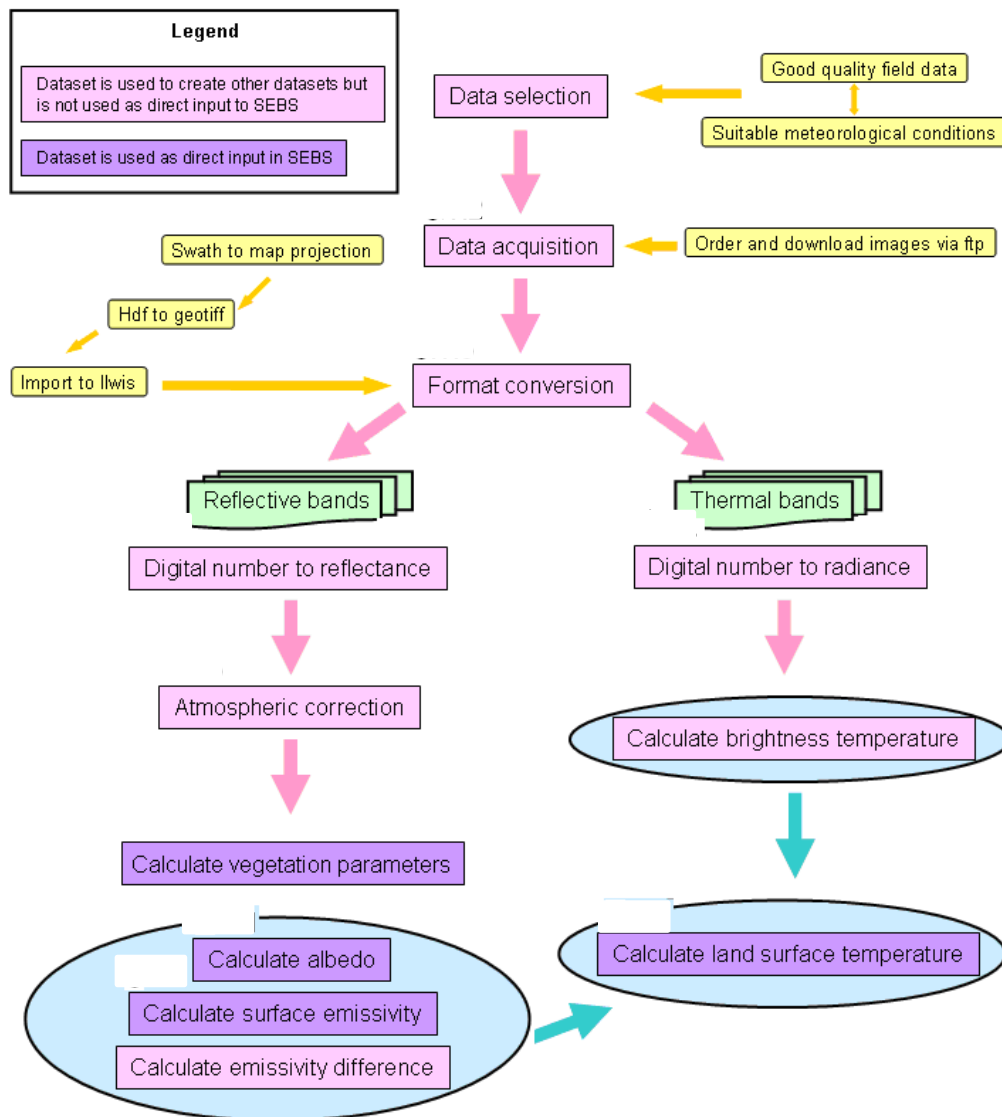 Legend
Dataset is used to create other datasets but
is not used as direct input to SEBS
Dataset is used as direct input in SEBS
Good quality field data
Data selection
Suitable meteorological conditions
Data acquisition
Order and download images via ftp
Swath to map projection
Hdf to geotiff
Import to Ilwis
Format conversion
Reflective bands
Thermal bands
Digital number to reflectance
Digital number to radiance
Atmospheric correction
Calculate brightness temperature
Calculate vegetation parameters
Calculate albedo
Calculate land surface temperature
Calculate surface emissivity
Calculate emissivity difference